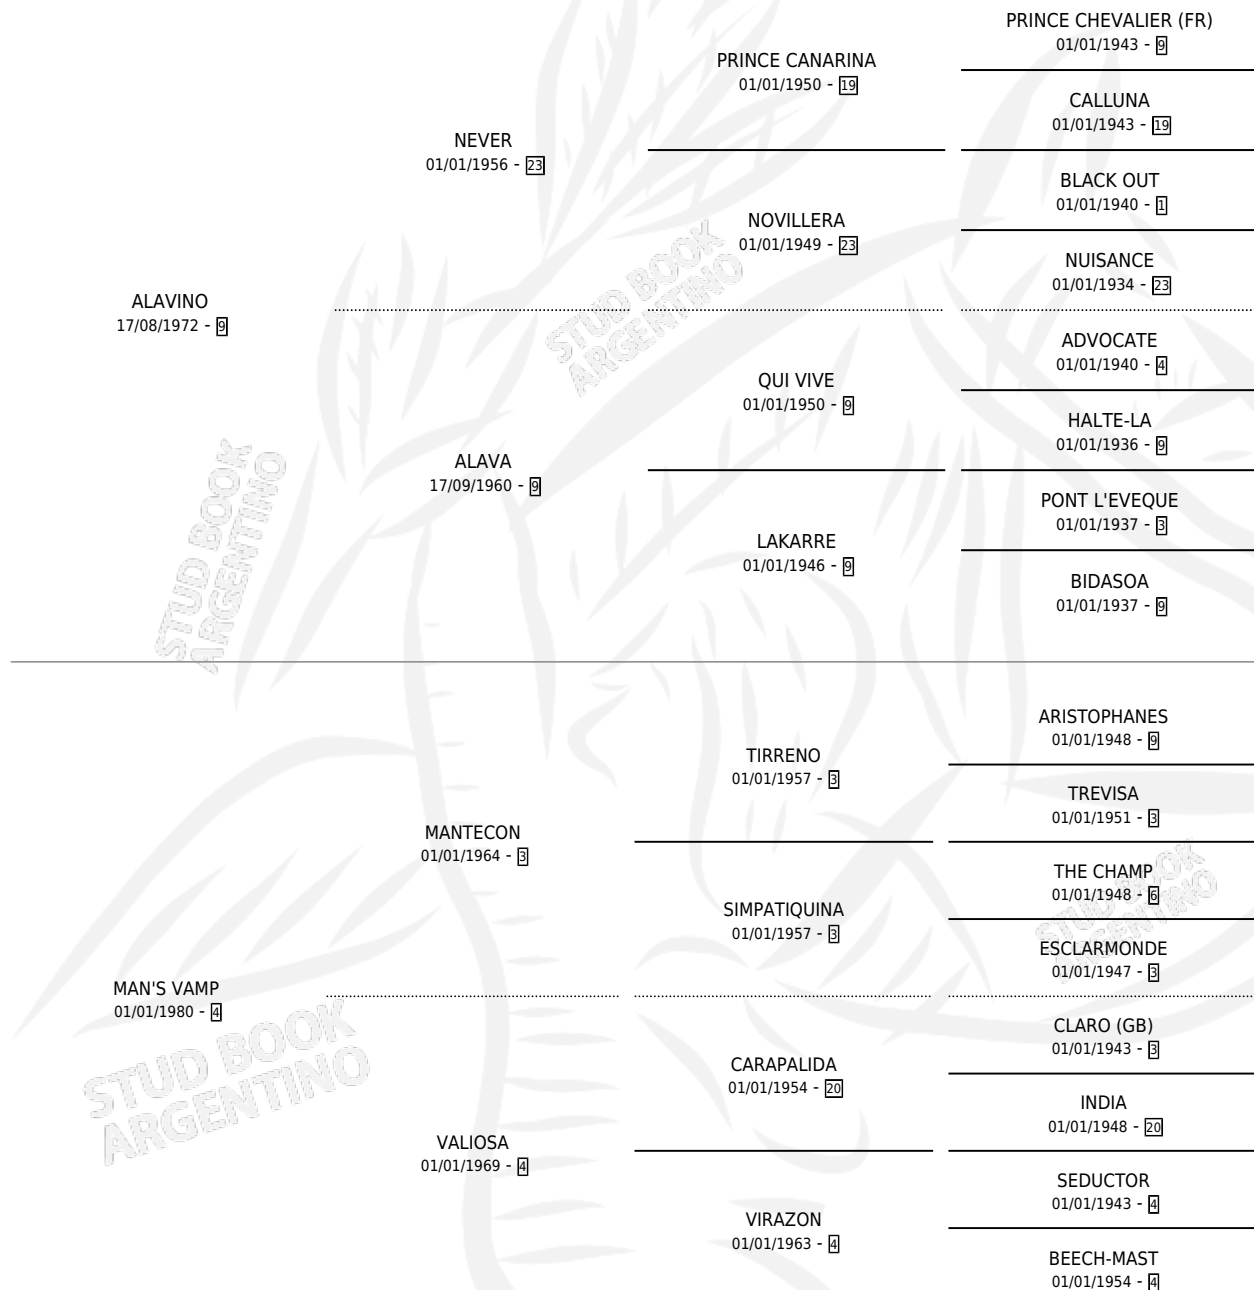 PRINCE CHEVALIER (FR)
01/01/1943 - 9
PRINCE CANARINA
01/01/1950 - 19
CALLUNA
01/01/1943 - 19
NEVER
01/01/1956 - 23
BLACK OUT
01/01/1940 - 1
NOVILLERA
01/01/1949 - 23
NUISANCE
01/01/1934 - 23
ALAVINO
17/08/1972 - 9
ADVOCATE
01/01/1940 - 4
QUI VIVE
01/01/1950 - 9
HALTE-LA
01/01/1936 - 9
ALAVA
17/09/1960 - 9
PONT L'EVEQUE
01/01/1937 - 3
LAKARRE
01/01/1946 - 9
BIDASOA
01/01/1937 - 9
ARISTOPHANES
01/01/1948 - 9
TIRRENO
01/01/1957 - 3
TREVISA
01/01/1951 - 3
MANTECON
01/01/1964 - 3
THE CHAMP
01/01/1948 - 6
SIMPATIQUINA
01/01/1957 - 3
ESCLARMONDE
01/01/1947 - 3
MAN'S VAMP
01/01/1980 - 4
CLARO (GB)
01/01/1943 - 3
CARAPALIDA
01/01/1954 - 20
INDIA
01/01/1948 - 20
VALIOSA
01/01/1969 - 4
SEDUCTOR
01/01/1943 - 4
VIRAZON
01/01/1963 - 4
BEECH-MAST
01/01/1954 - 4
STUD BOOK
ARGENTINO
STUD BOOK
ARGENTINO
STUD BOOK
ARGENTINO
STUD BOOK
ARGENTINO